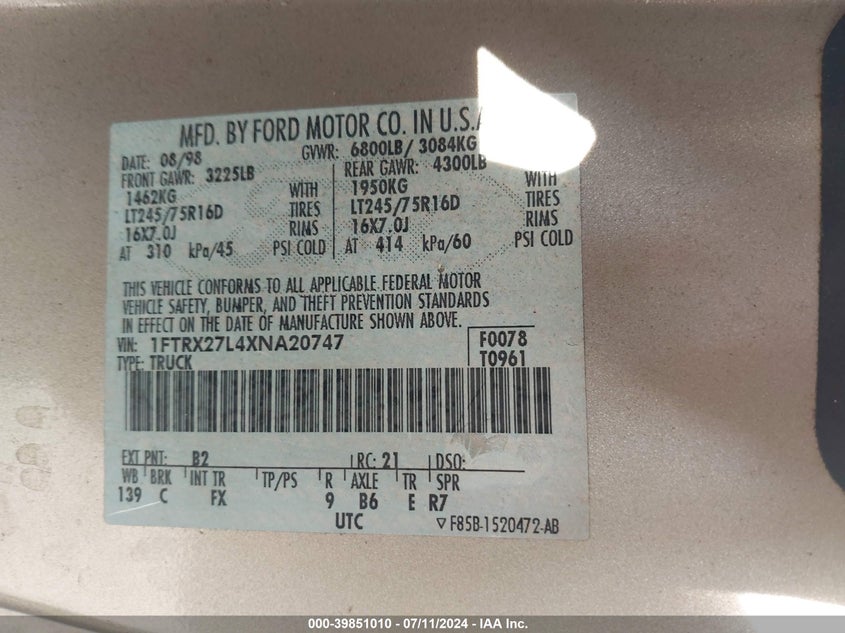 MFD. BY FORD MOTOR CO. IN U.S.A
DATE: 08/98 GVWR: 6800LB/ 3084KG
FRONT GAWR: 3225LB REAR GAWR: 4300LB
1462KG WITH 1950KG WITH
LT245/75R16D TIRES LT245/75R16D TIRES
16X7.0J RIMS 16X7.0J RIMS
AT 310 kPa/45 PSI COLD AT 414 kPa/60 PSI COLD
THIS VEHICLE CONFORMS TO ALL APPLICABLE FEDERAL MOTOR
VEHICLE SAFETY, BUMPER, AND THEFT PREVENTION STANDARDS
IN EFFECT ON THE DATE OF MANUFACTURE SHOWN ABOVE.
VIN: 1FTRX27L4XNA20747 F0078
TYPE: TRUCK T0961
EXT PNT: B2 RC: 21 DSO:
WB BRK INT TR TP/PS R AXLE TR SPR
139 C FX 9 B6 E R7
UTC ▽ F85B-1520472-AB
000-39851010 / 07/11/2024 - IAA Inc.